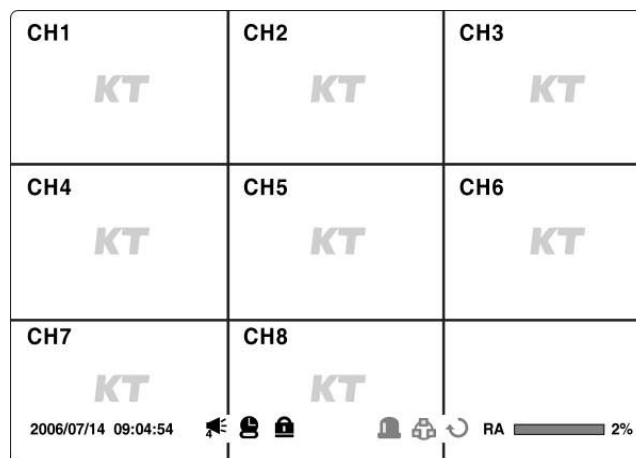 CH1 CH2 CH3
KT KT KT
CH4 CH5 CH6
KT KT KT
CH7 CH8
KT KT
2006/07/14 09:04:54 4 RA 2%